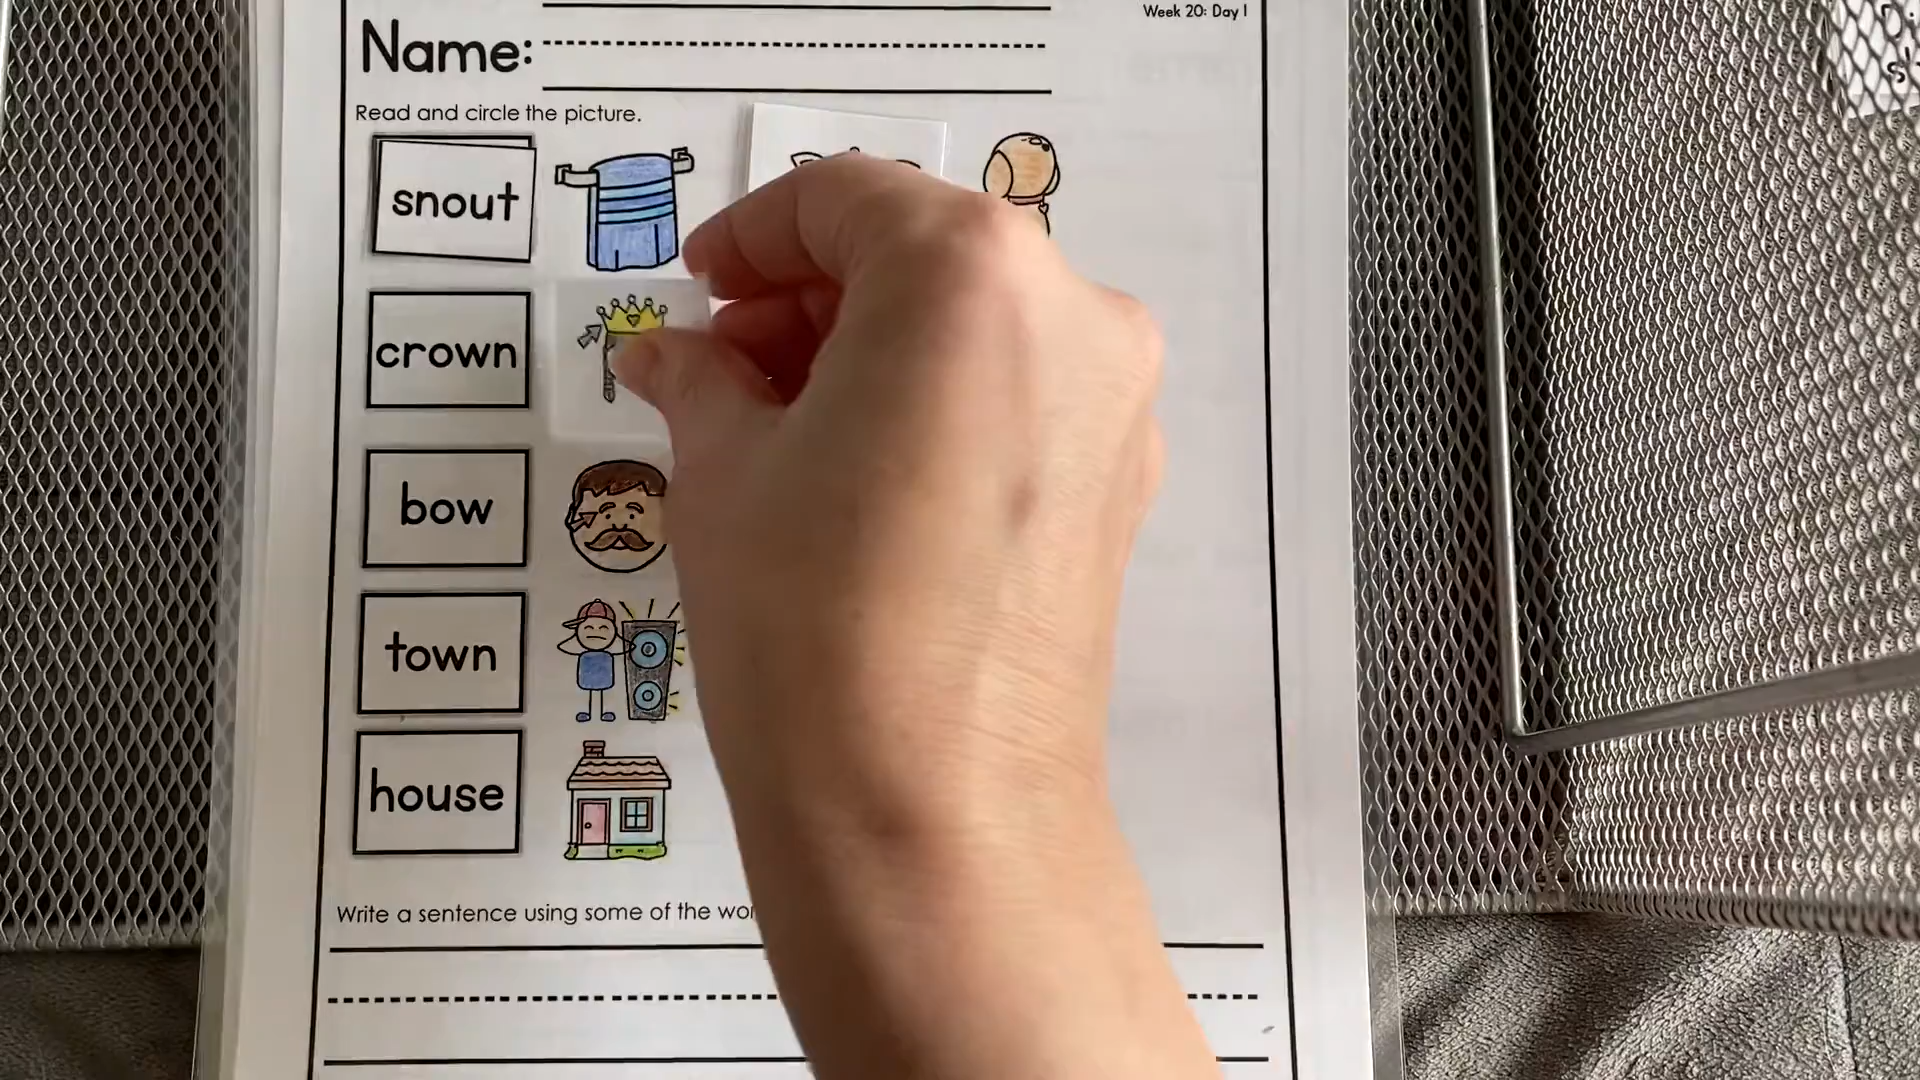 Week 20: Day 1
Name:
Read and circle the picture.
snout
crown
bow
town
house
Write a sentence using some of the